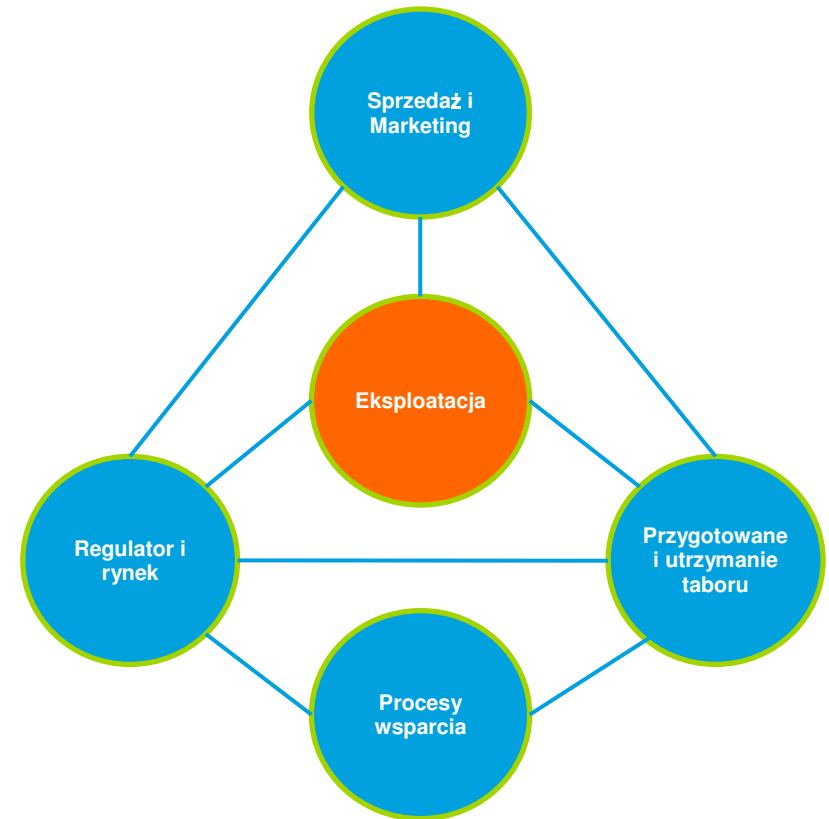 Sprzedaż i
Marketing
Eksploatacja
Regulator i
rynek
Przygotowane
i utrzymanie
taboru
Procesy
wsparcia